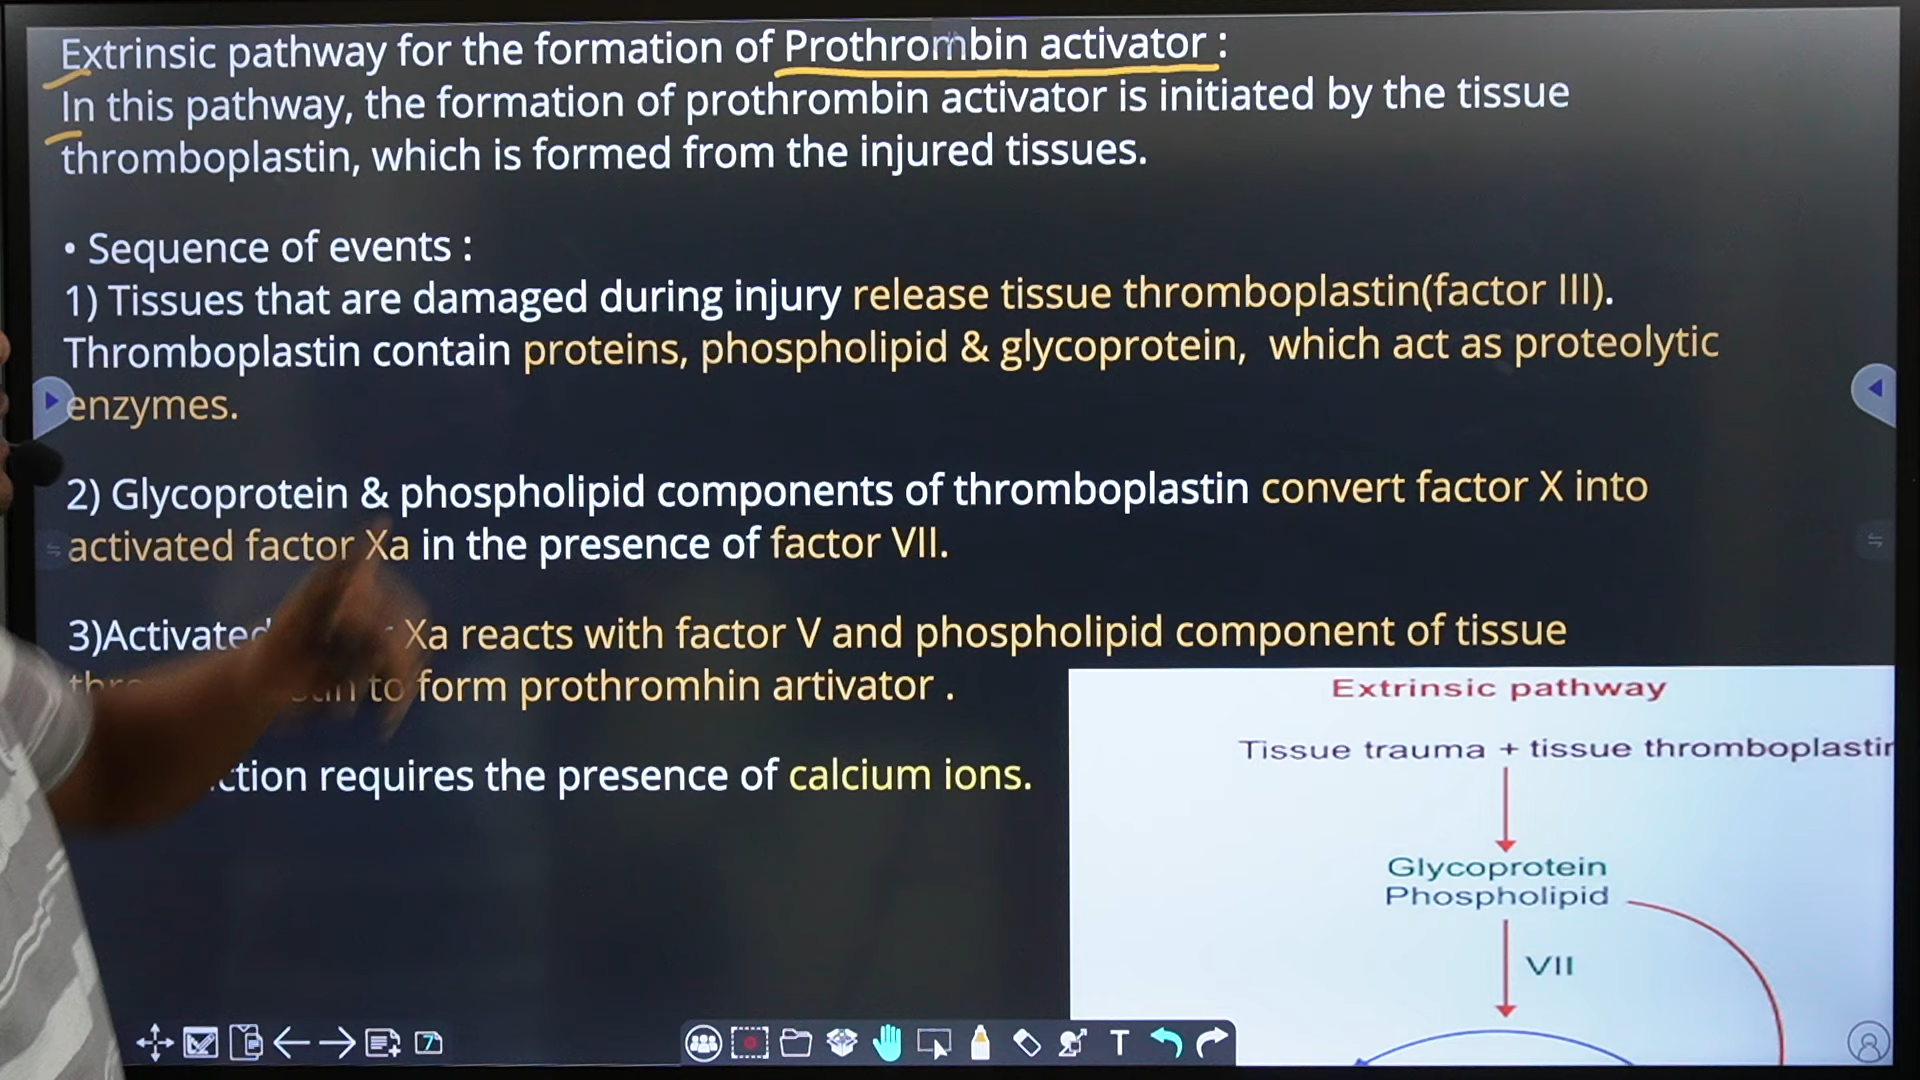 Extrinsic pathway for the formation of Prothrombin activator :
In this pathway, the formation of prothrombin activator is initiated by the tissue
thromboplastin, which is formed from the injured tissues.
• Sequence of events :
1) Tissues that are damaged during injury release tissue thromboplastin(factor III).
Thromboplastin contain proteins, phospholipid & glycoprotein, which act as proteolytic
enzymes.
2) Glycoprotein & phospholipid components of thromboplastin convert factor X into
activated factor Xa in the presence of factor VII.
3)Activated Xa reacts with factor V and phospholipid component of tissue
to form prothromhin artivator .
requires the presence of calcium ions.
Extrinsic pathway
Tissue trauma + tissue thromboplastin
Glycoprotein
Phospholipid
VII
7
T